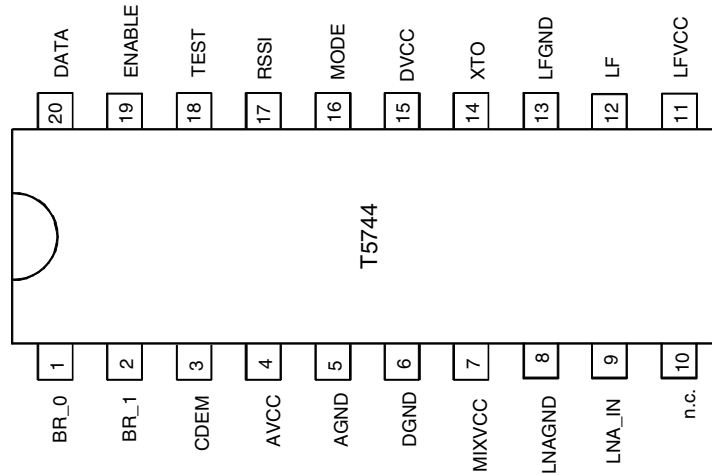 DATA
ENABLE
TEST
RSSI
MODE
DVCC
XTO
LFGND
LF
LFVCC
20
19
18
17
16
15
14
13
12
11
T5744
1
2
3
4
5
6
7
8
9
10
BR_0
BR_1
CDEM
AVCC
AGND
DGND
MIXVCC
LNAGND
LNA_IN
n.c.